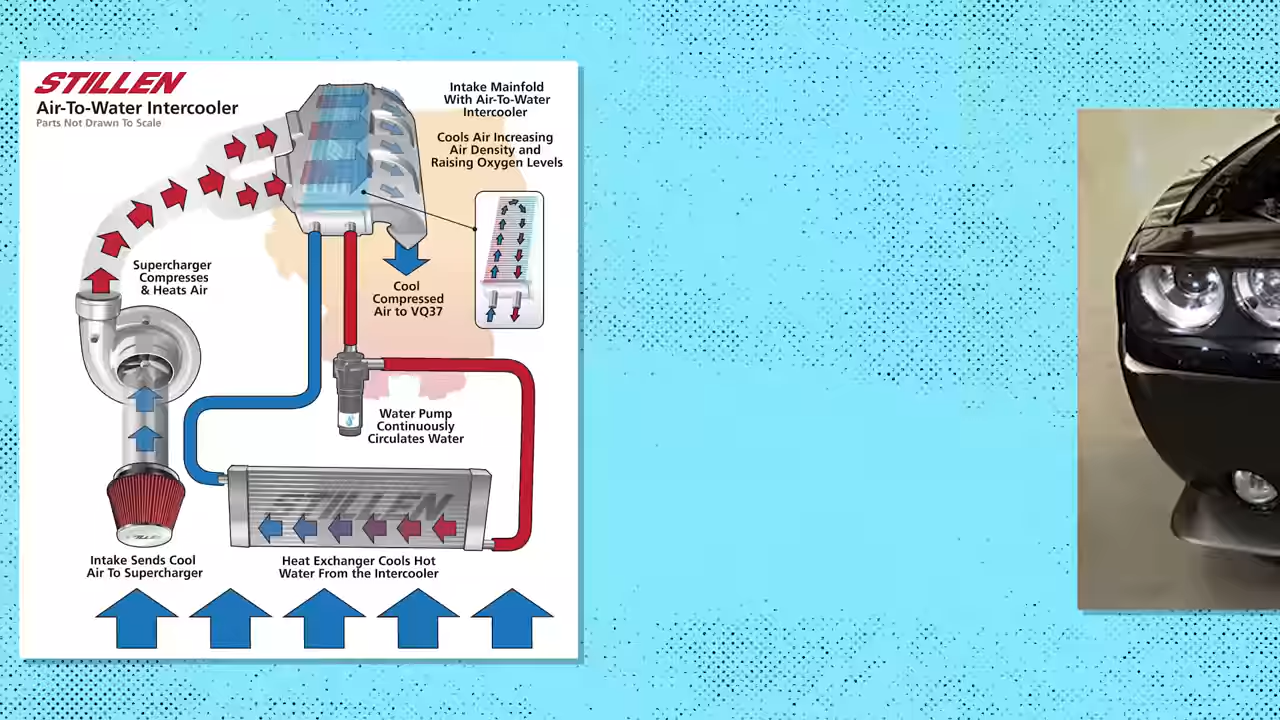 STILLEN
Air-To-Water Intercooler
Parts Not Drawn To Scale
Intake Mainfold
With Air-To-Water
Intercooler
Cools Air Increasing
Air Density and
Raising Oxygen Levels
Supercharger
Compresses
& Heats Air
Cool
Compressed
Air to VQ37
Water Pump
Continuously
Circulates Water
STILLEN
STILLEN
Intake Sends Cool
Air To Supercharger
Heat Exchanger Cools Hot
Water From the Intercooler